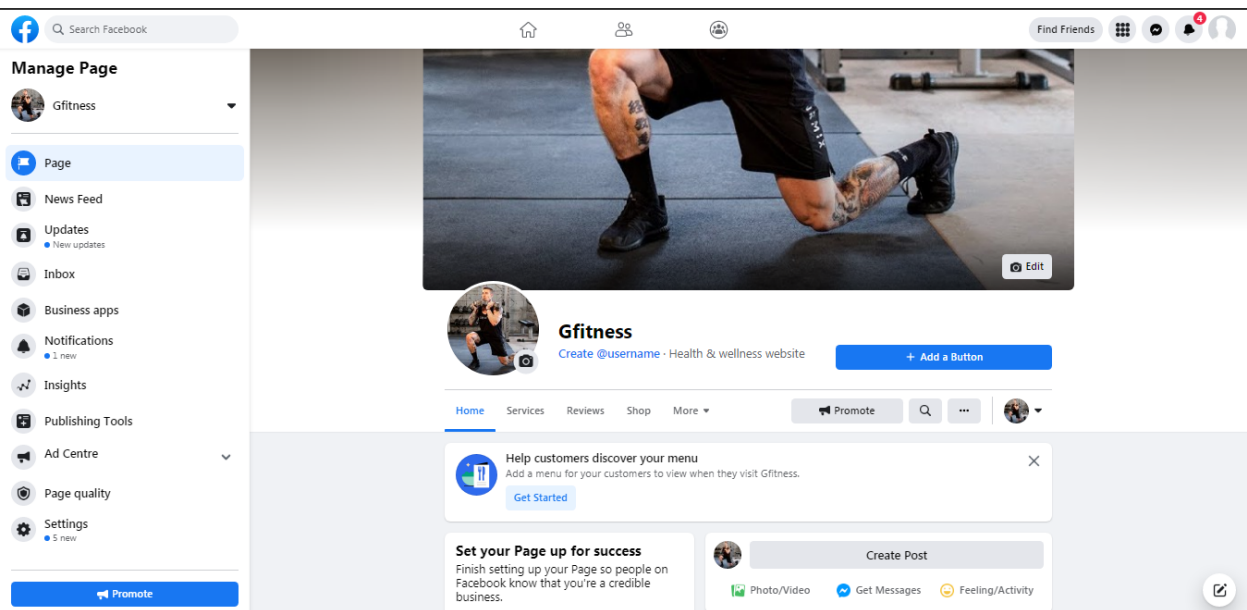 Search Facebook
Find Friends
4
Manage Page
Gfitness
Page
News Feed
Updates
New updates
Inbox
Business apps
Notifications
1 new
Insights
Publishing Tools
Ad Centre
Page quality
Settings
5 new
Promote
Edit
Gfitness
Create @username · Health & wellness website
+ Add a Button
Home Services Reviews Shop More
Promote
Help customers discover your menu
Add a menu for your customers to view when they visit Gfitness.
Get Started
Set your Page up for success
Finish setting up your Page so people on
Facebook know that you're a credible
business.
Create Post
Photo/Video Get Messages Feeling/Activity